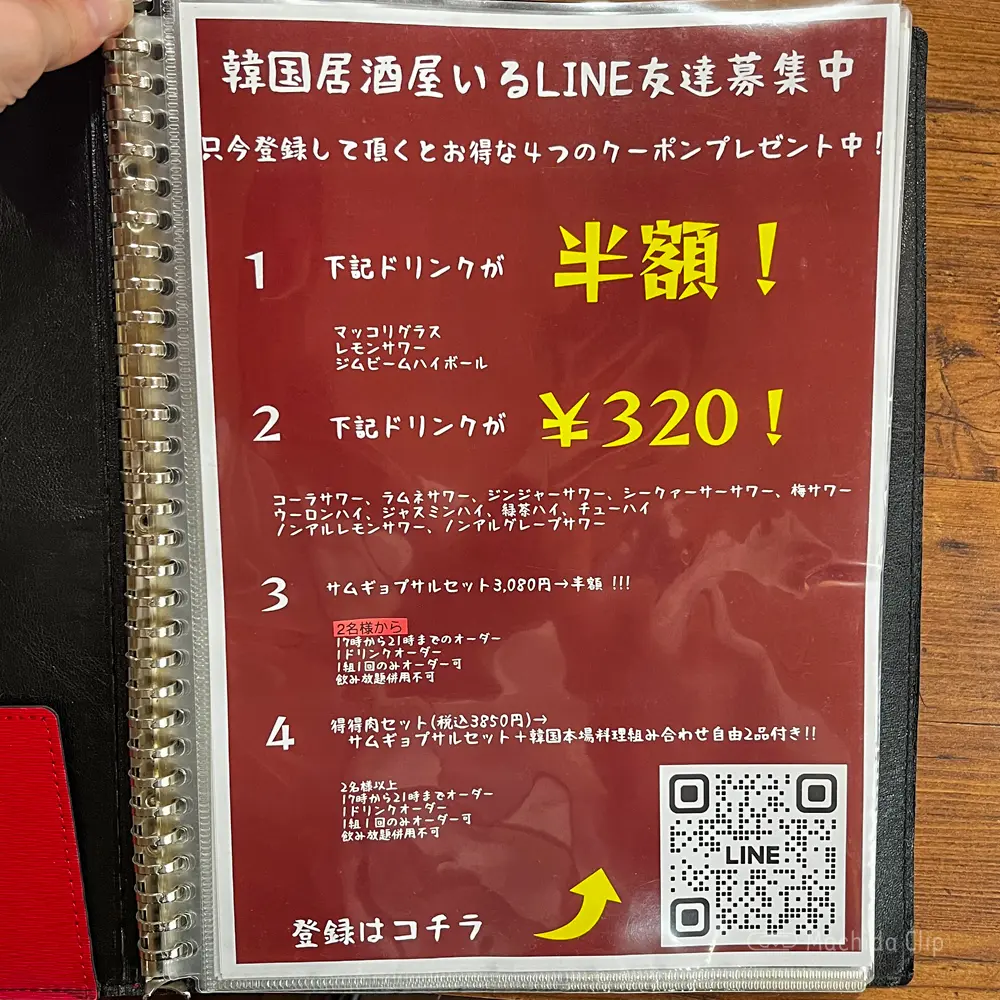 韓国居酒屋いるLINE友達募集中
只今登録して頂くとお得な4つのクーポンプレゼント中!
1 下記ドリンクが 半額!
マッコリグラス
レモンサワー
ジムビームハイボール
2 下記ドリンクが ¥320!
コーラサワー、ラムネサワー、ジンジャーサワー、シークァーサーサワー、梅サワー
ウーロンハイ、ジャスミンハイ、緑茶ハイ、チューハイ
ノンアルレモンサワー、ノンアルグレープサワー
3 サムギョプサルセット3,080円→半額 !!!
2名様から
17時から21時までのオーダー
1ドリンクオーダー
1組1回のみオーダー可
飲み放題併用不可
4 得得肉セット(税込3850円)→
サムギョプサルセット+韓国本場料理組み合わせ自由2品付き!!
2名様以上
17時から21時までオーダー
1ドリンクオーダー
1組1回のみオーダー可
飲み放題併用不可
LINE
登録はコチラ
Machida Clip